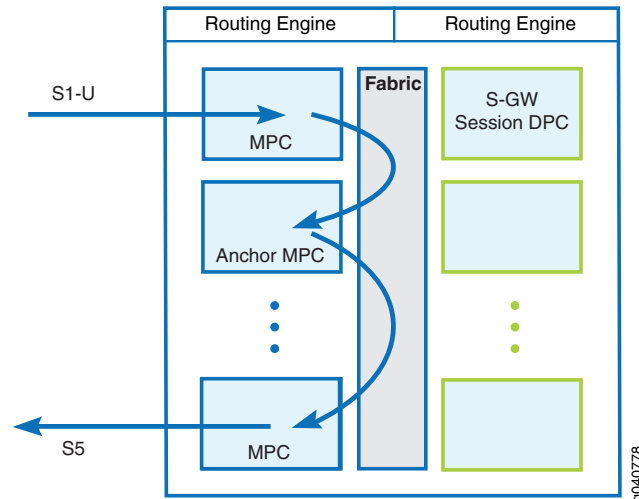 Routing Engine
Routing Engine
S1-U
MPC
Fabric
S-GW
Session DPC
Anchor MPC
MPC
S5
g040778